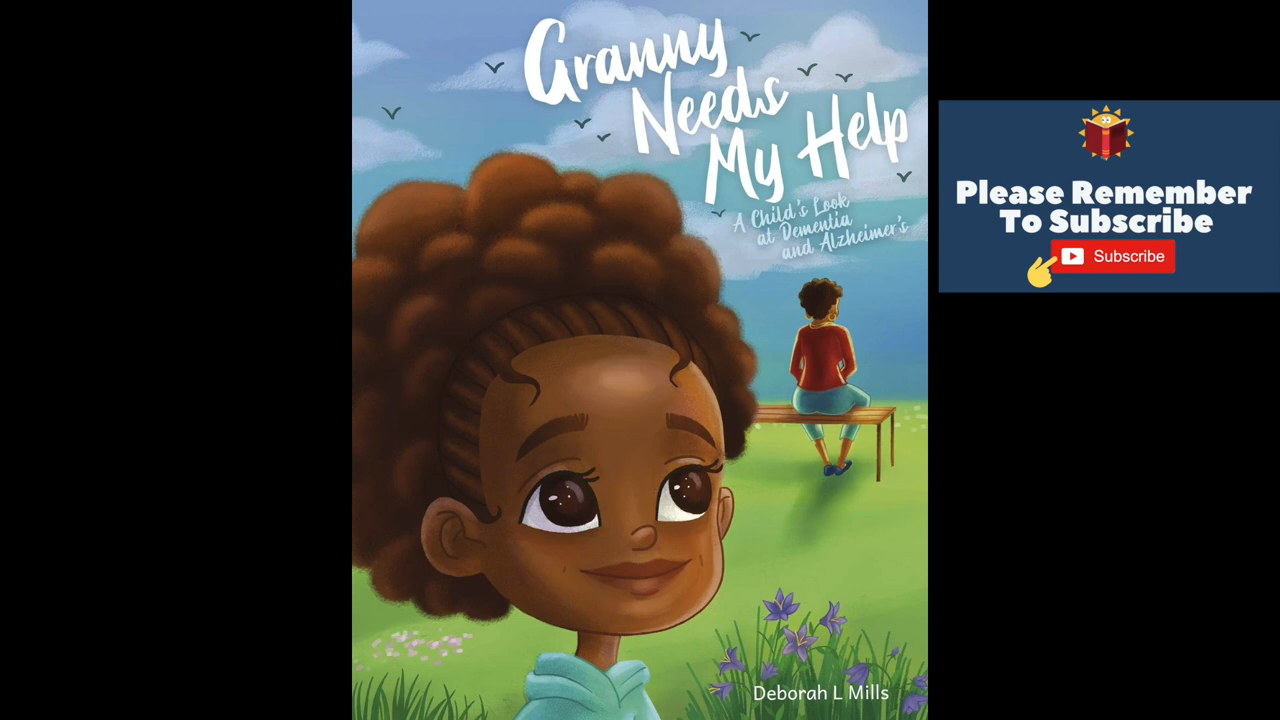 Granny
Needs
My Help
A Child's Look
at Dementia
and Alzheimer's
Deborah L Mills
Please Remember
To Subscribe
Subscribe